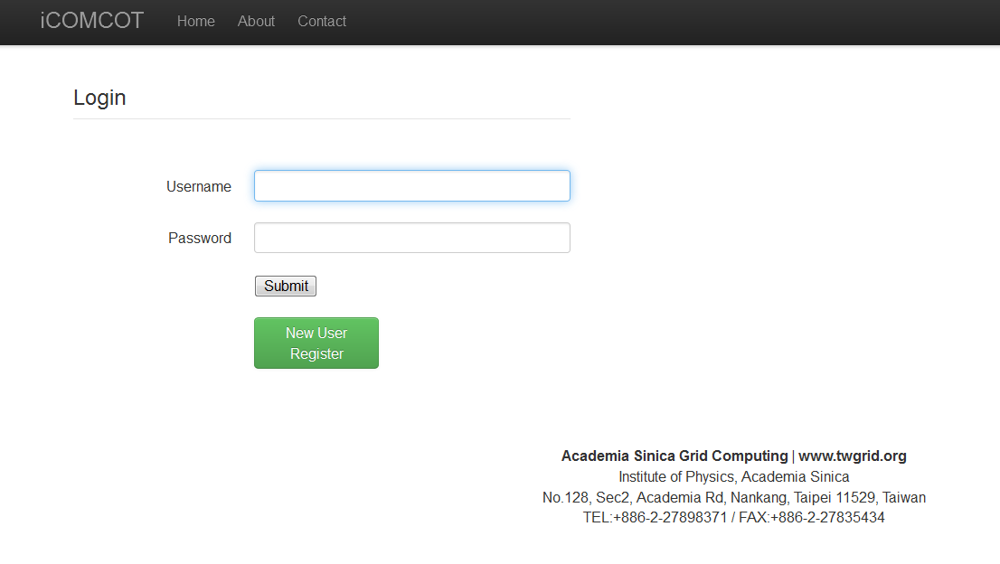 iCOMCOT Home About Contact
Login
Username
Password
Submit
New User
Register
Academia Sinica Grid Computing | www.twgrid.org
Institute of Physics, Academia Sinica
No.128, Sec2, Academia Rd, Nankang, Taipei 11529, Taiwan
TEL:+886-2-27898371 / FAX:+886-2-27835434